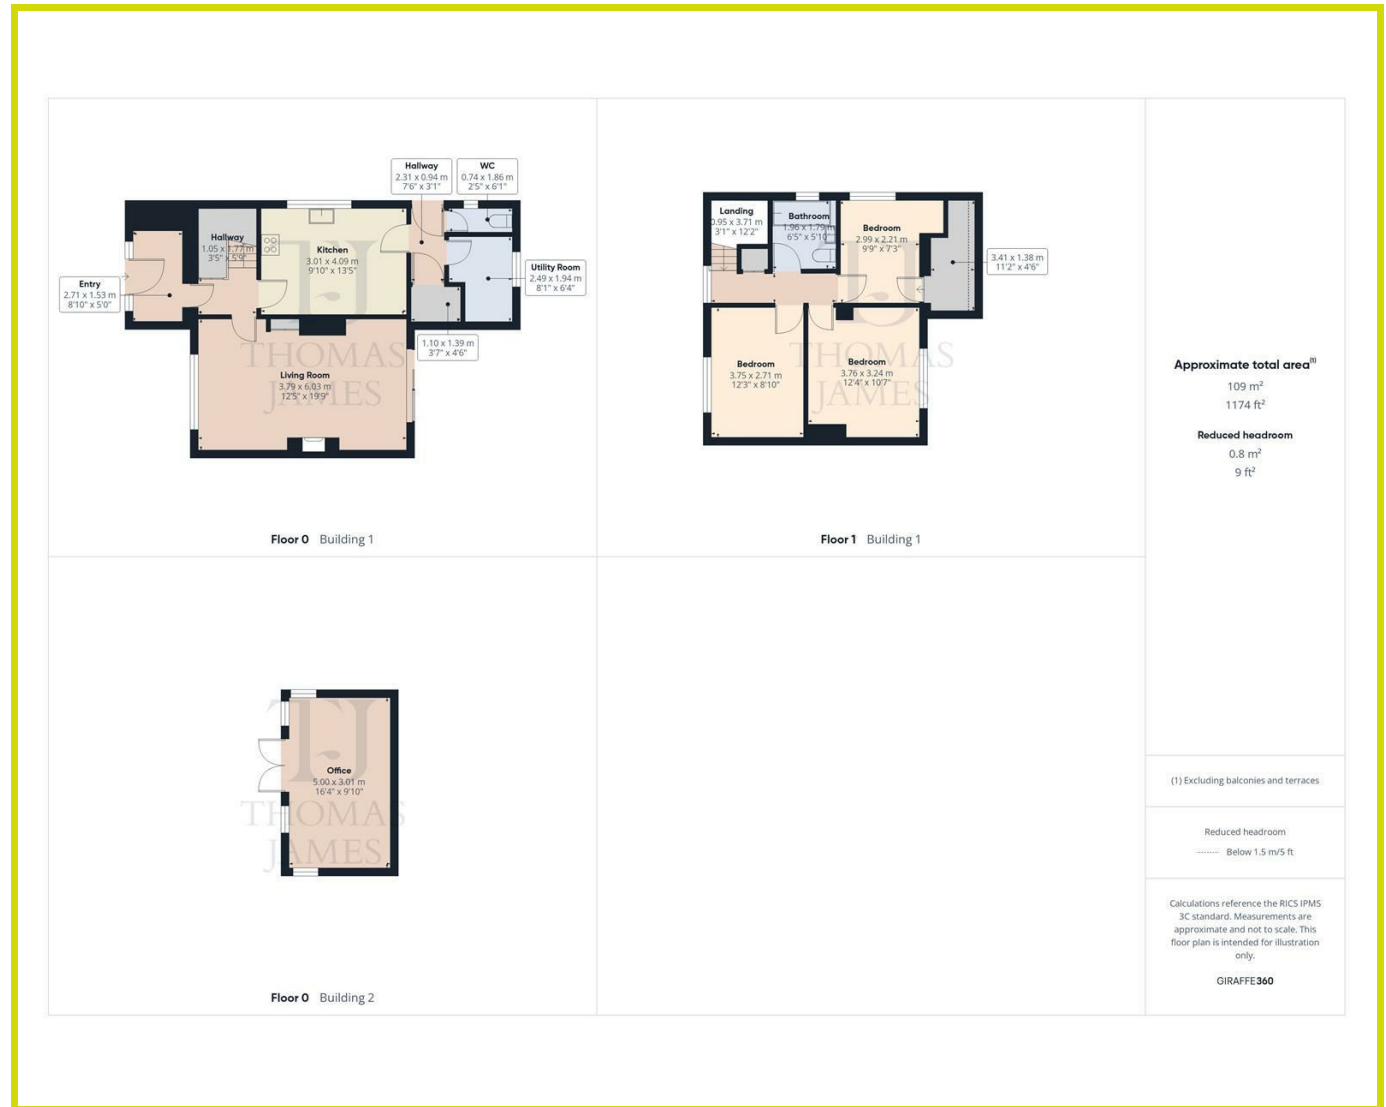 Hallway
2.31 x 0.94 m
7'6" x 3'1"
WC
0.74 x 1.86 m
2'5" x 6'1"
Hallway
1.05 x 1.77 m
3'5" x 5'9"
Kitchen
3.01 x 4.09 m
9'10" x 13'5"
Utility Room
2.49 x 1.94 m
8'1" x 6'4"
Entry
2.71 x 1.53 m
8'10" x 5'0"
1.10 x 1.39 m
3'7" x 4'6"
Living Room
3.79 x 6.03 m
12'5" x 19'9"
TJ
THOMAS
JAMES
Floor 0 Building 1
Landing
0.95 x 3.71 m
3'1" x 12'2"
Bathroom
1.96 x 1.79 m
6'5" x 5'10"
Bedroom
2.99 x 2.21 m
9'9" x 7'3"
3.41 x 1.38 m
11'2" x 4'6"
Bedroom
3.75 x 2.71 m
12'3" x 8'10"
Bedroom
3.76 x 3.24 m
12'4" x 10'7"
TJ
THOMAS
JAMES
Floor 1 Building 1
Office
5.00 x 3.01 m
16'4" x 9'10"
TJ
THOMAS
JAMES
Floor 0 Building 2
Approximate total area(1)
109 m²
1174 ft²
Reduced headroom
0.8 m²
9 ft²
(1) Excluding balconies and terraces
Reduced headroom
Below 1.5 m/5 ft
Calculations reference the RICS IPMS
3C standard. Measurements are
approximate and not to scale. This
floor plan is intended for illustration
only.
GIRAFFE360